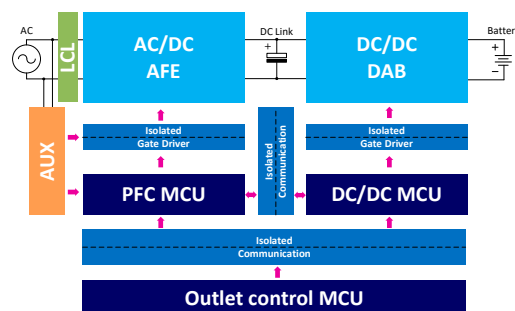 AC
LCL
AC/DC
AFE
DC Link
+
DC/DC
DAB
Batter
+
−
AUX
Isolated
Gate Driver
Isolated
Communication
Isolated
Gate Driver
PFC MCU
DC/DC MCU
Isolated
Communication
Outlet control MCU